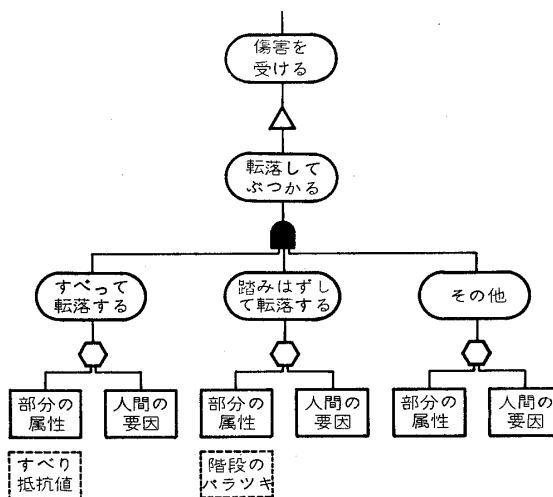 傷害を
受ける
転落して
ぶつかる
すべって
転落する
踏みはずし
て転落する
その他
部分の
属性
人間の
要因
部分の
属性
人間の
要因
部分の
属性
人間の
要因
すべり
抵抗値
階段の
バラツキ